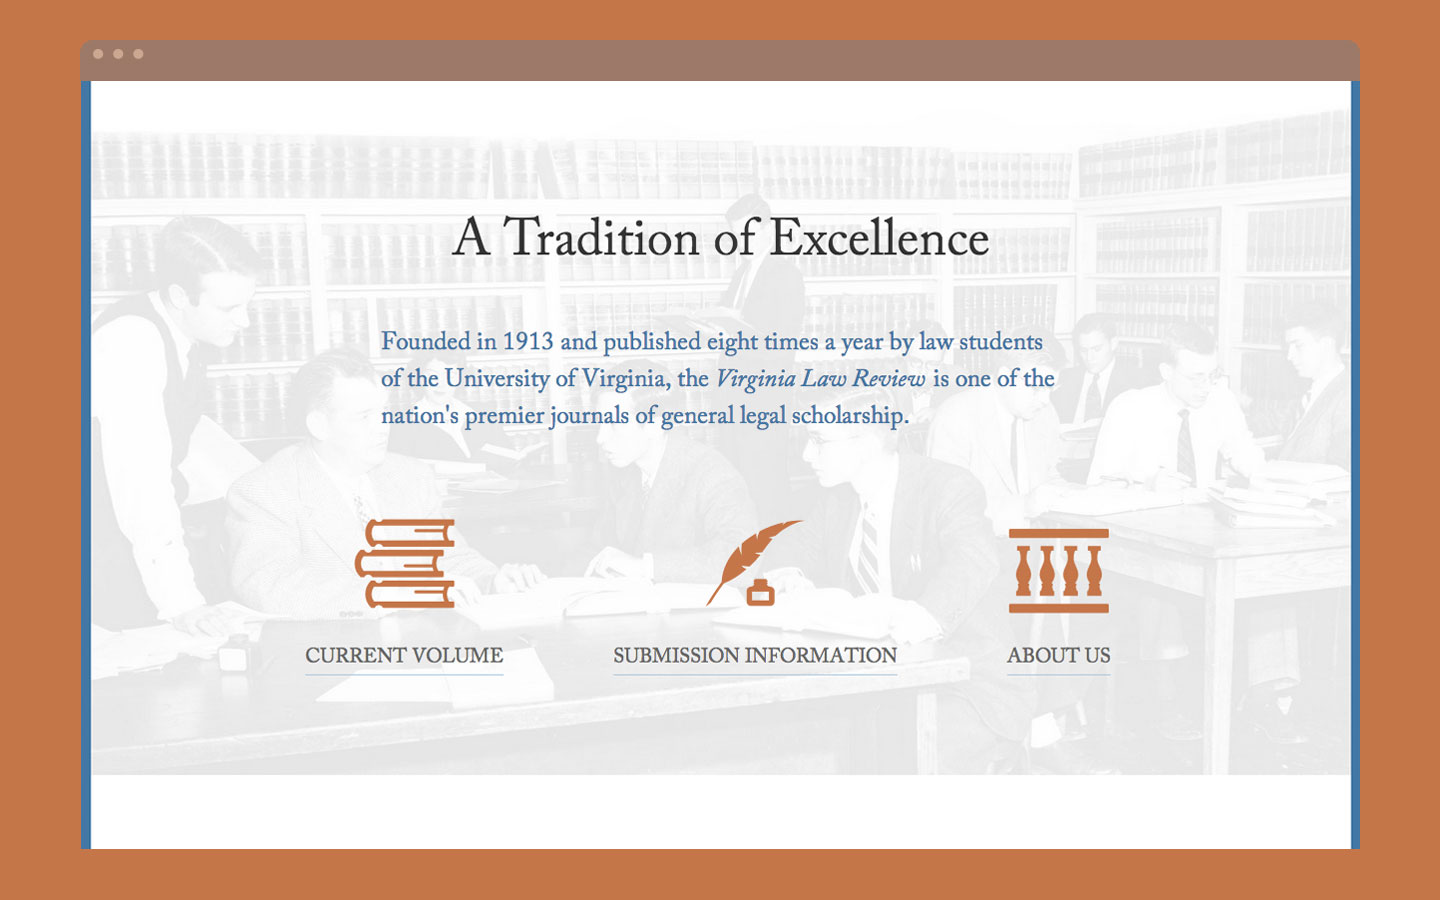 A Tradition of Excellence
Founded in 1913 and published eight times a year by law students
of the University of Virginia, the Virginia Law Review is one of the
nation's premier journals of general legal scholarship.
CURRENT VOLUME
SUBMISSION INFORMATION
ABOUT US